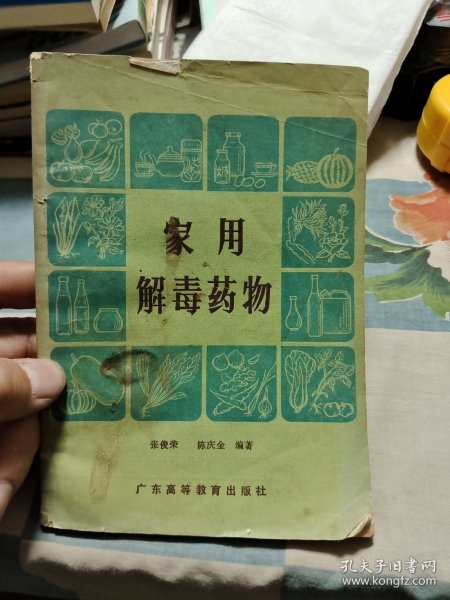 家用
解毒药物
张俊荣 陈庆全 编著
广东高等教育出版社
孔夫子旧书网
www.kongfz.com